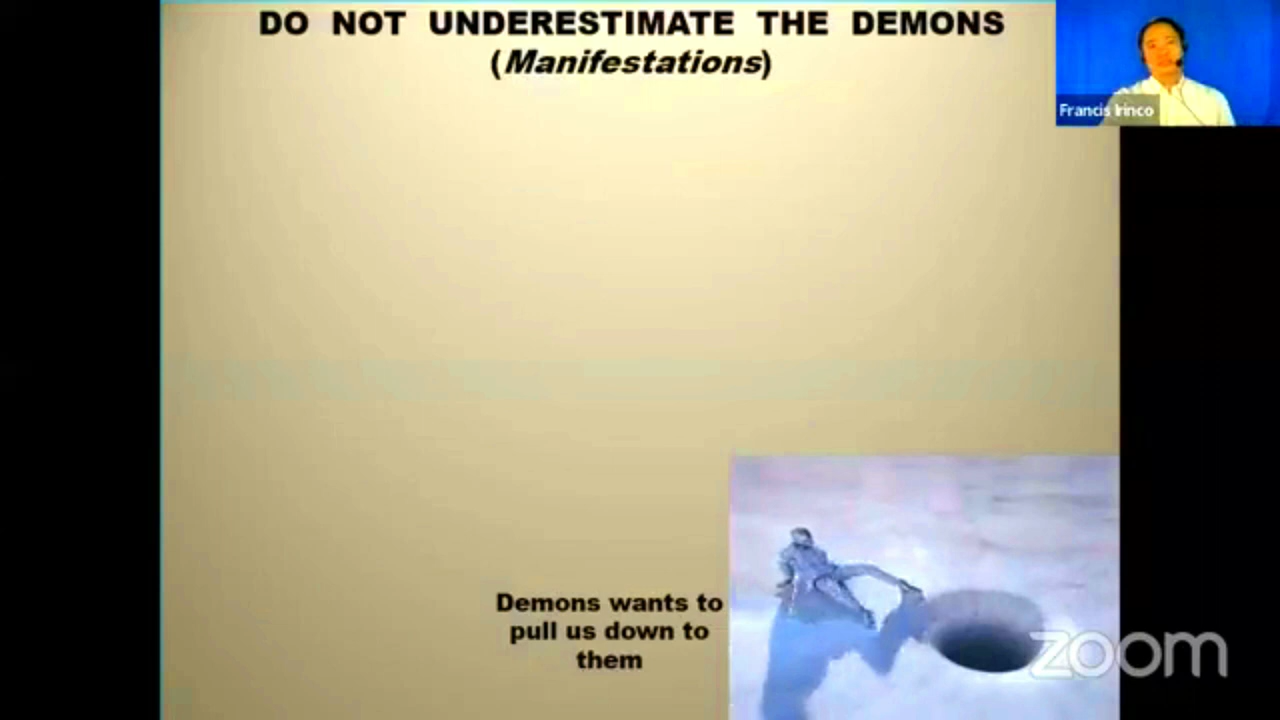 DO NOT UNDERESTIMATE THE DEMONS
(Manifestations)
Francis Irinco
Demons wants to
pull us down to
them
zoom